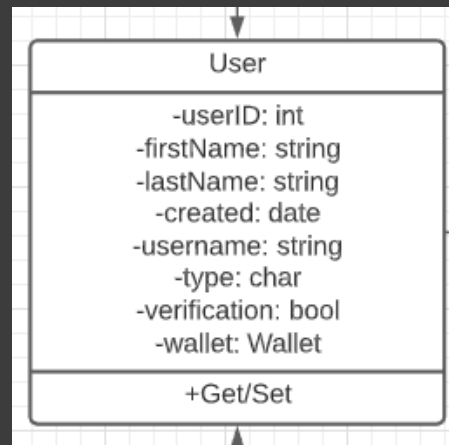 User
-userID: int
-firstName: string
-lastName: string
-created: date
-username: string
-type: char
-verification: bool
-wallet: Wallet
+Get/Set